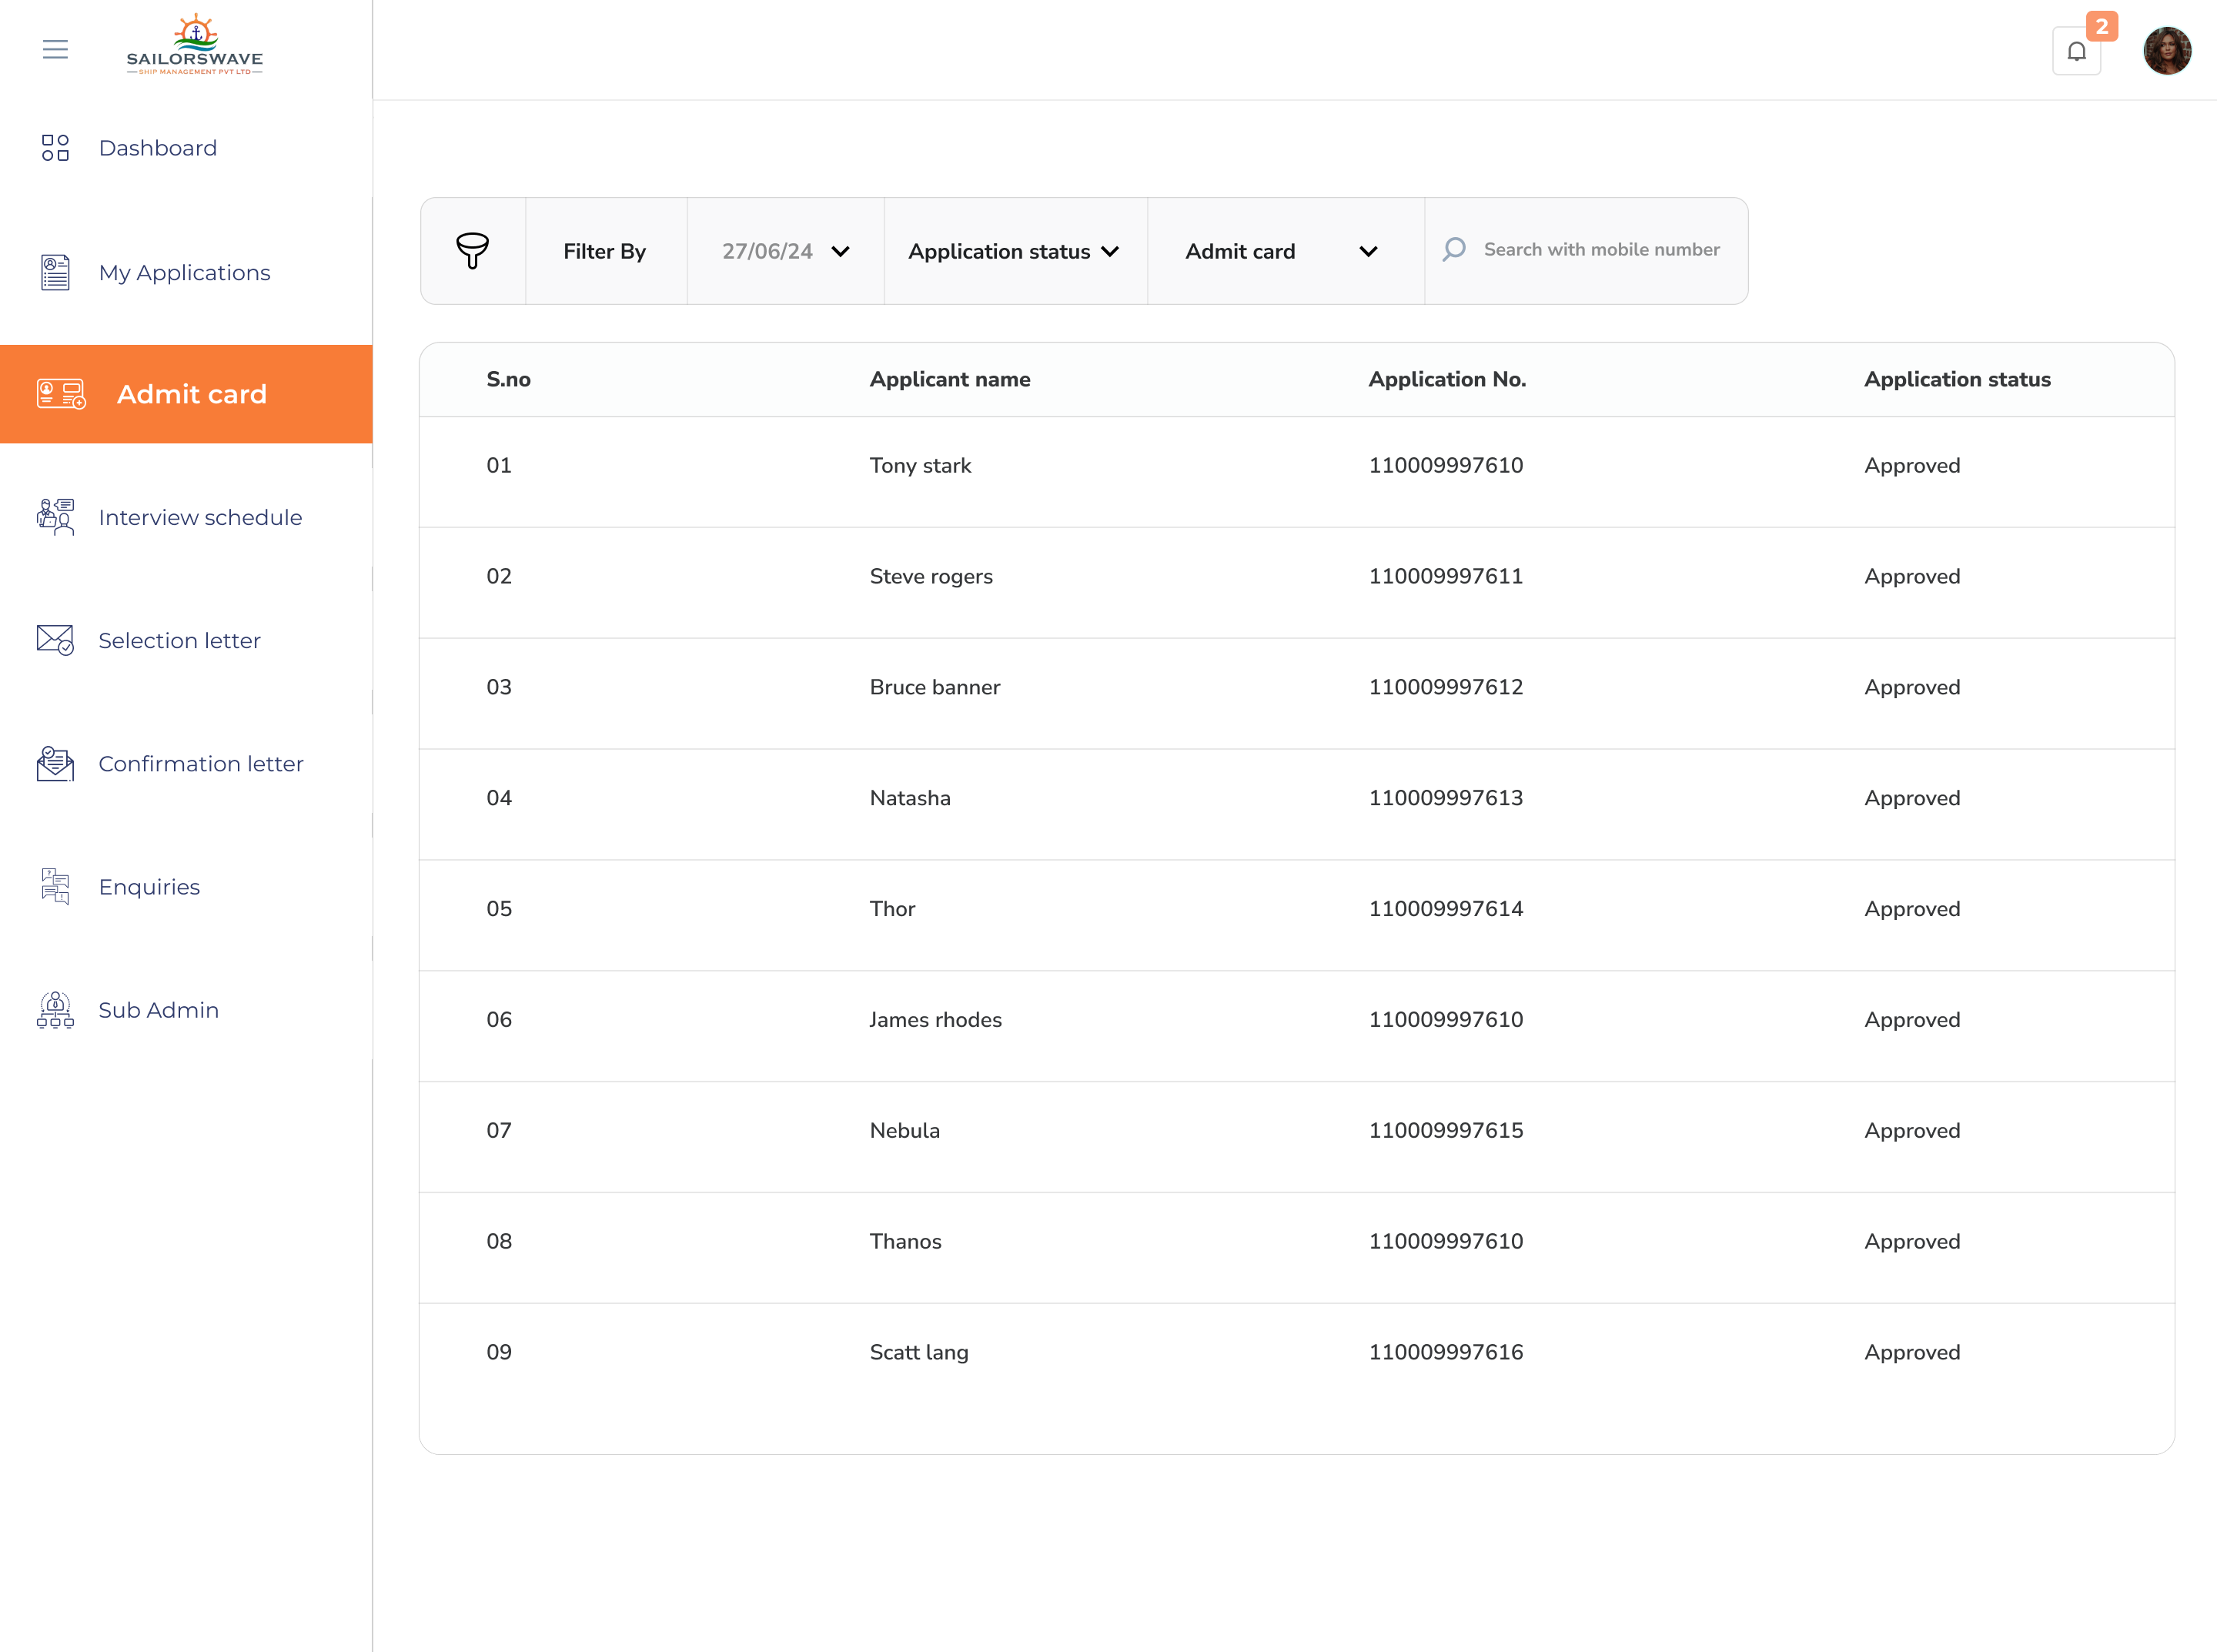 SAILORSWAVE
SHIP MANAGEMENT PVT LTD
2
Dashboard
My Applications
Admit card
Interview schedule
Selection letter
Confirmation letter
Enquiries
Sub Admin
Filter By 27/06/24 Application status Admit card Search with mobile number
S.no Applicant name Application No. Application status
01 Tony stark 110009997610 Approved
02 Steve rogers 110009997611 Approved
03 Bruce banner 110009997612 Approved
04 Natasha 110009997613 Approved
05 Thor 110009997614 Approved
06 James rhodes 110009997610 Approved
07 Nebula 110009997615 Approved
08 Thanos 110009997610 Approved
09 Scatt lang 110009997616 Approved